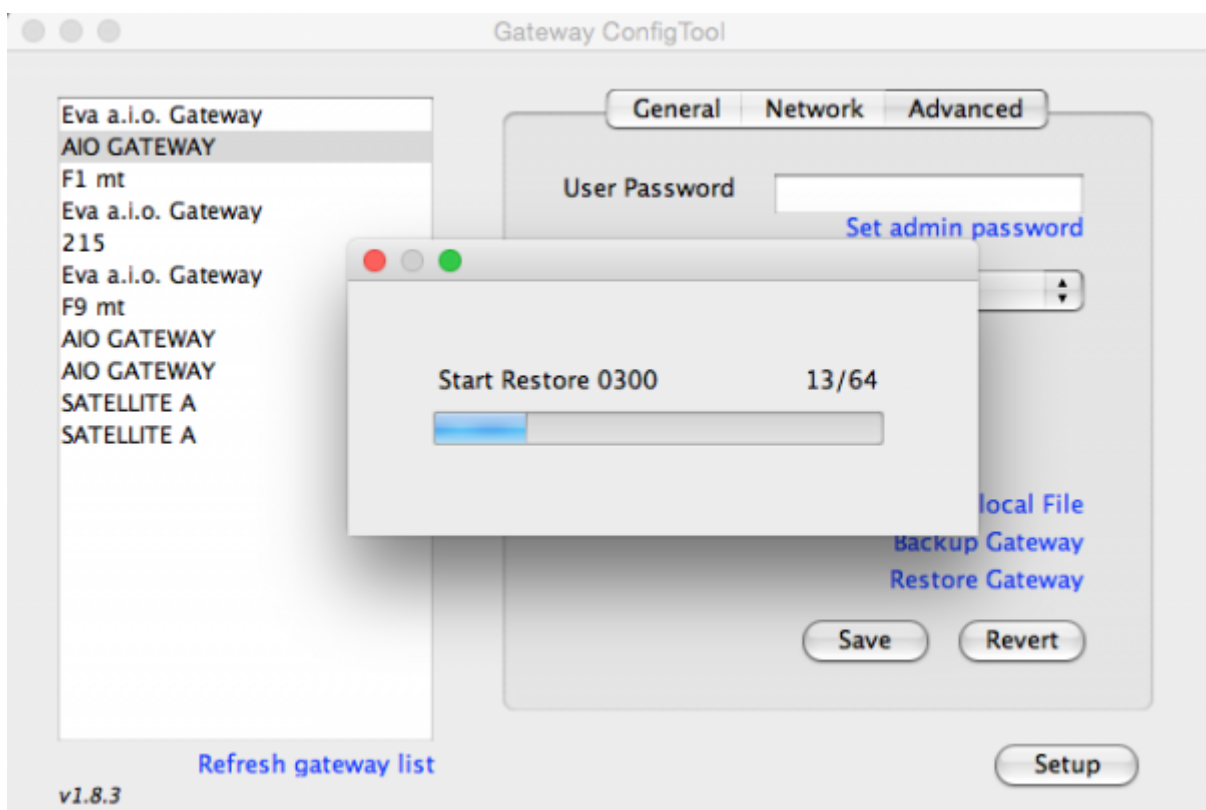 Gateway ConfigTool
Eva a.i.o. Gateway
AIO GATEWAY
F1 mt
Eva a.i.o. Gateway
215
Eva a.i.o. Gateway
F9 mt
AIO GATEWAY
AIO GATEWAY
SATELLITE A
SATELLITE A
Refresh gateway list
v1.8.3
General Network Advanced
User Password
Set admin password
Start Restore 0300 13/64
local File
Backup Gateway
Restore Gateway
Save Revert
Setup